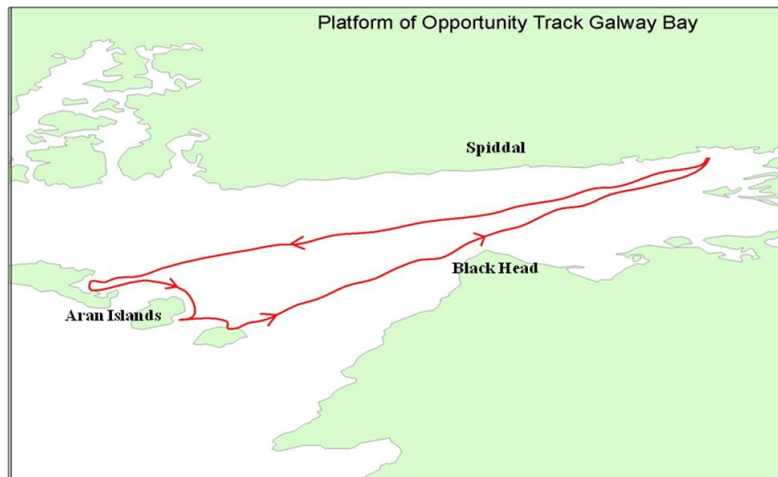 Platform of Opportunity Track Galway Bay
Spiddal
Black Head
Aran Islands